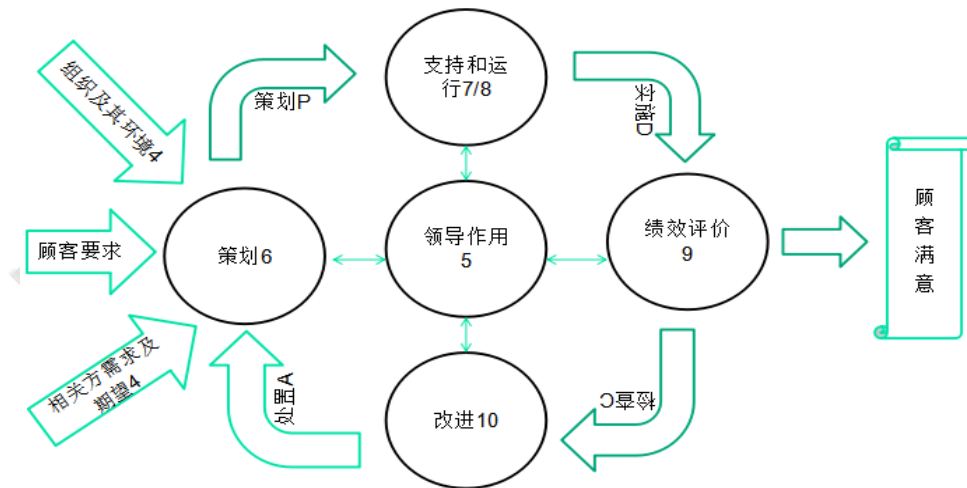 组织及其环境4
顾客要求
相关方需求及
期望4
策划P
支持和运
行7/8
实施D
策划6
领导作用
5
绩效评价
9
顾
客
满
意
处置A
改进10
检查C